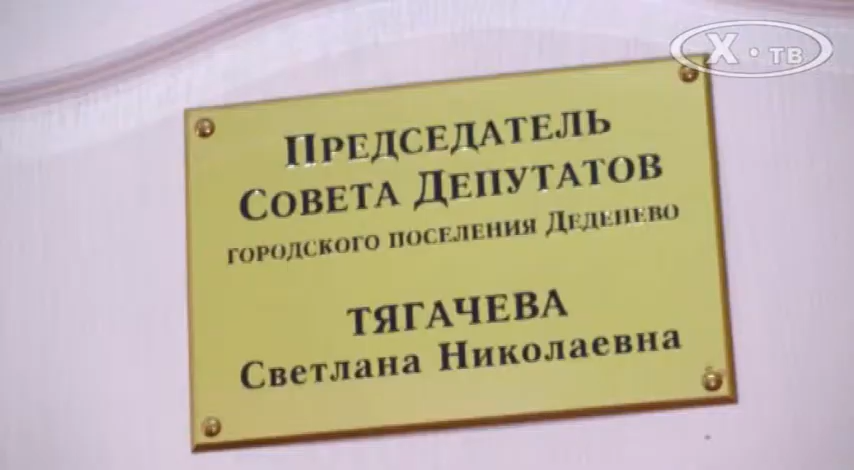 Х·ТВ
ПРЕДСЕДАТЕЛЬ
СОВЕТА ДЕПУТАТОВ
ГОРОДСКОГО ПОСЕЛЕНИЯ ДЕДЕНЕВО
ТЯГАЧЕВА
Светлана Николаевна